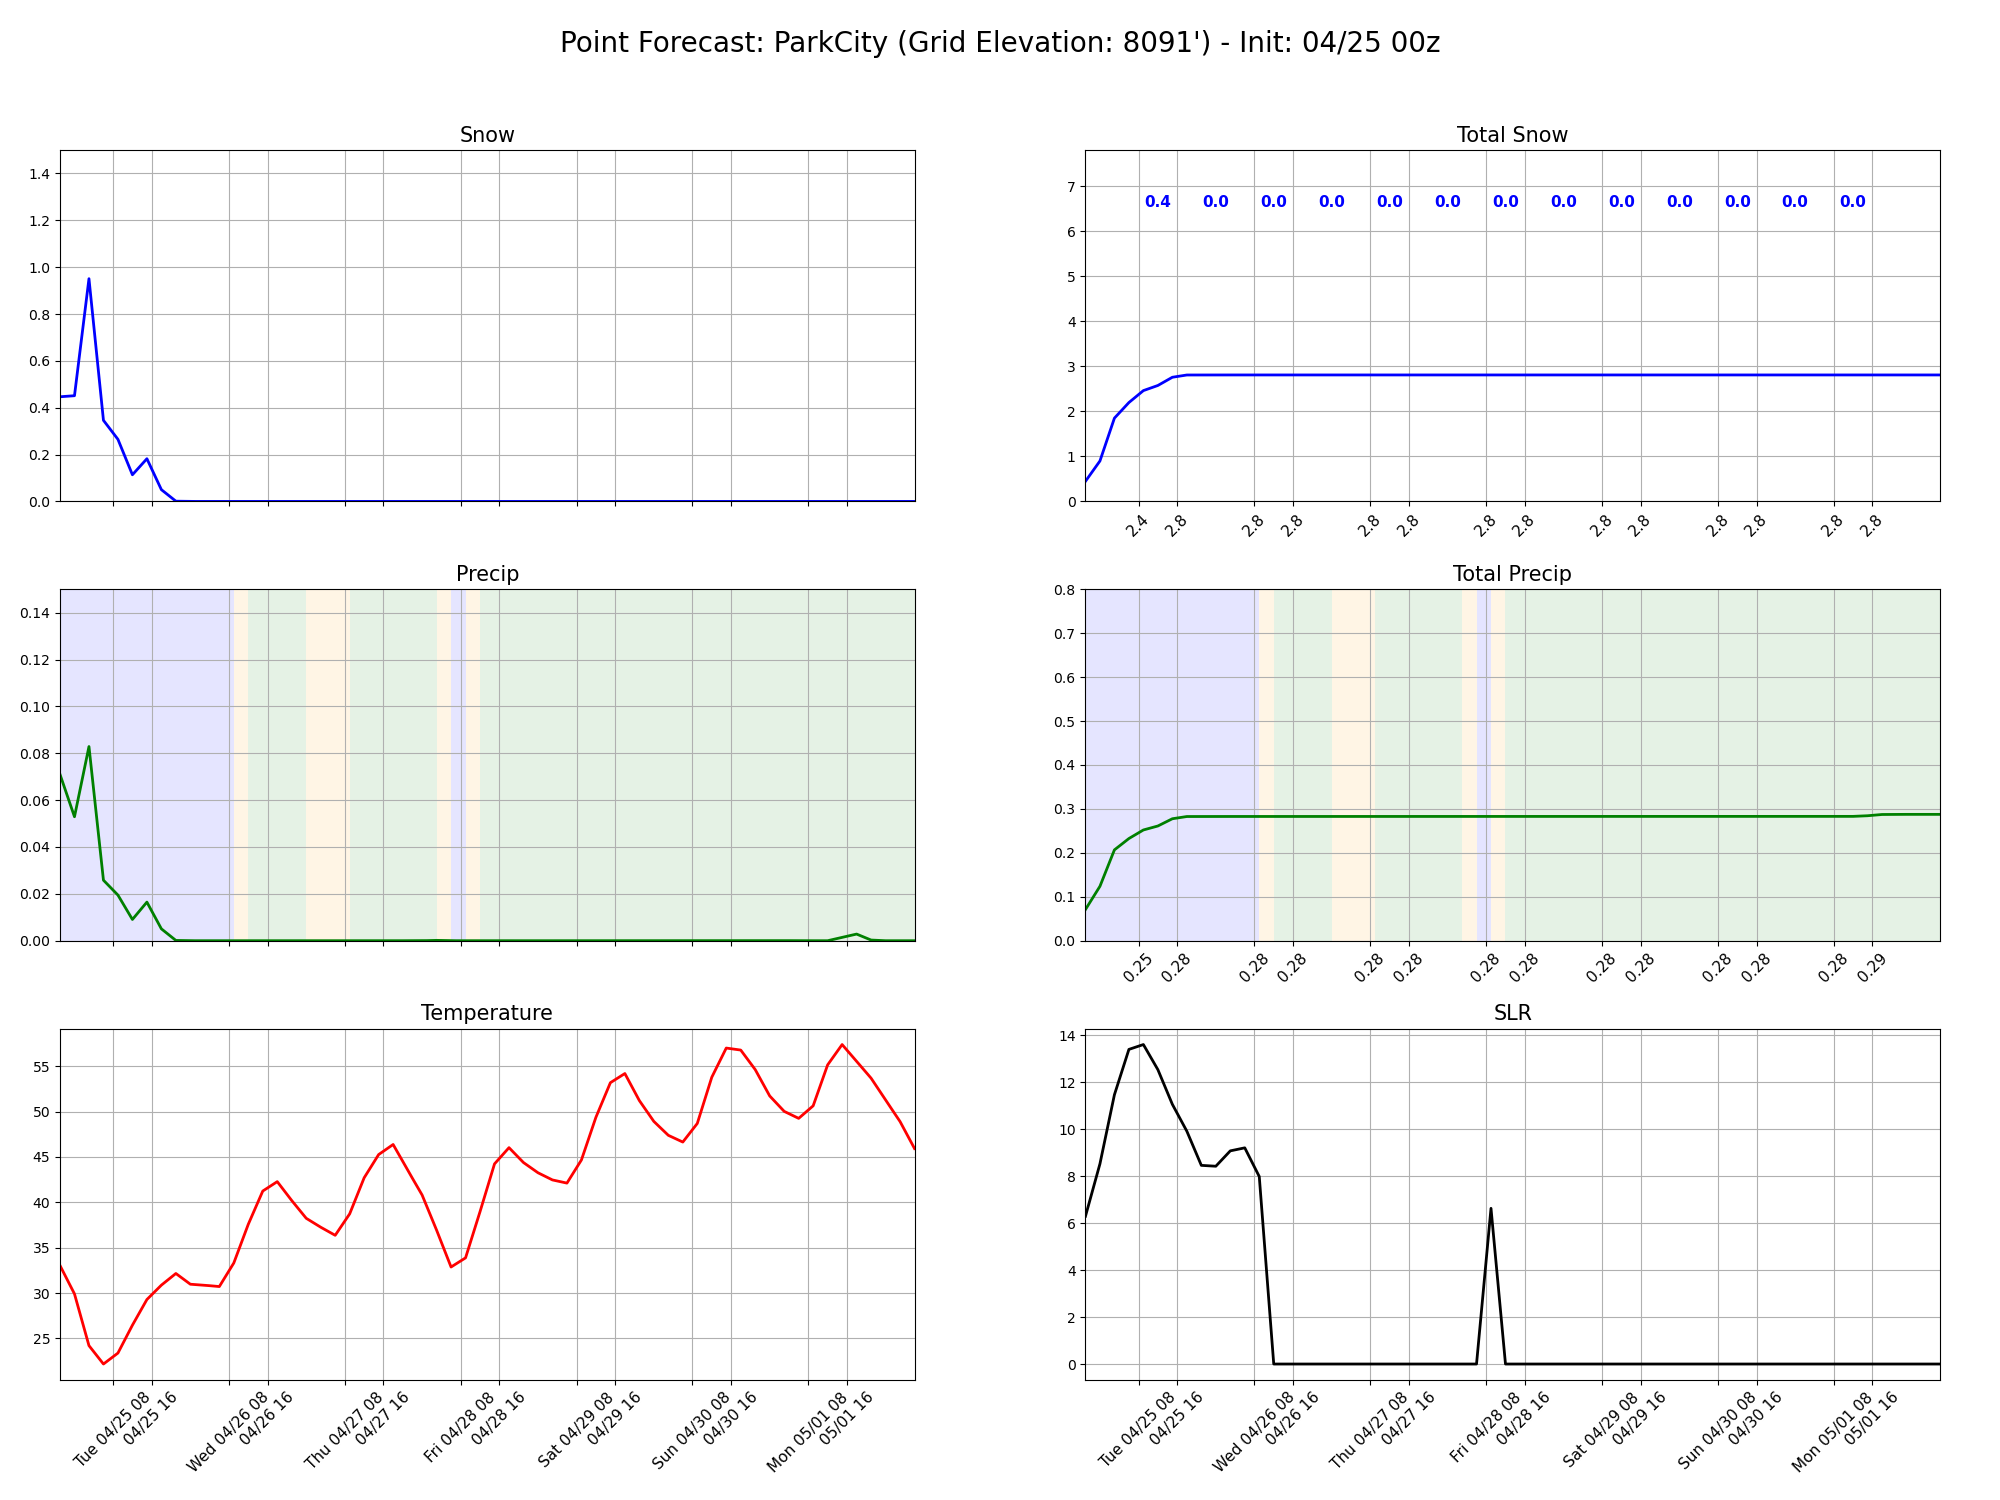 Point Forecast: ParkCity (Grid Elevation: 8091') - Init: 04/25 00z
Snow
1.4
1.2
1.0
0.8
0.6
0.4
0.2
0.0
Total Snow
7
6
5
4
3
2
1
0
0.4 0.0 0.0 0.0 0.0 0.0 0.0 0.0 0.0 0.0 0.0 0.0 0.0
2.4 2.8 2.8 2.8 2.8 2.8 2.8 2.8 2.8 2.8 2.8 2.8 2.8 2.8
Precip
0.14
0.12
0.10
0.08
0.06
0.04
0.02
0.00
Total Precip
0.8
0.7
0.6
0.5
0.4
0.3
0.2
0.1
0.0
0.25 0.28 0.28 0.28 0.28 0.28 0.28 0.28 0.28 0.28 0.28 0.28 0.28 0.29
Temperature
55
50
45
40
35
30
25
Tue 04/25 08
04/25 16
Wed 04/26 08
04/26 16
Thu 04/27 08
04/27 16
Fri 04/28 08
04/28 16
Sat 04/29 08
04/29 16
Sun 04/30 08
04/30 16
Mon 05/01 08
05/01 16
SLR
14
12
10
8
6
4
2
0
Tue 04/25 08
04/25 16
Wed 04/26 08
04/26 16
Thu 04/27 08
04/27 16
Fri 04/28 08
04/28 16
Sat 04/29 08
04/29 16
Sun 04/30 08
04/30 16
Mon 05/01 08
05/01 16